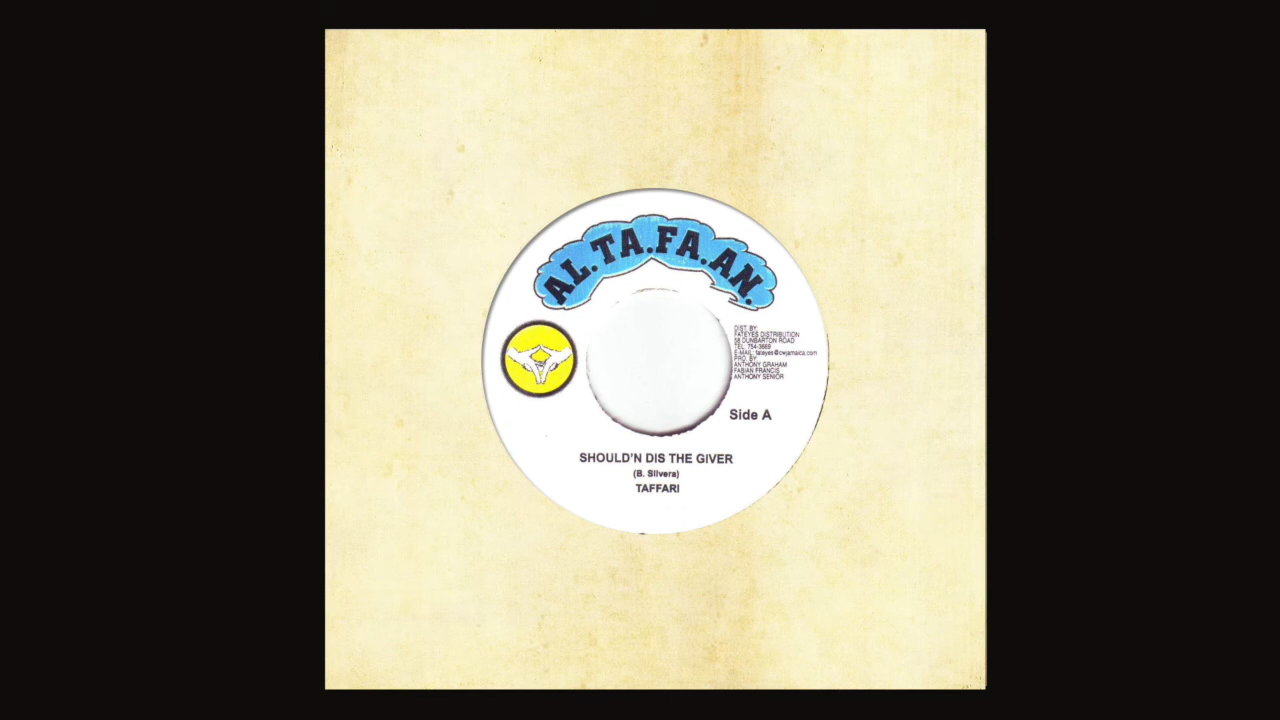 AL.TA.FA.AN.
DIST. BY:
FATEYES DISTRIBUTION
58 DUNBARTON ROAD
TEL: 754-3669
E-MAIL: fateyes@cwjamaica.com
PRO. BY:
ANTHONY GRAHAM
FABIAN FRANCIS
ANTHONY SENIOR
Side A
SHOULD'N DIS THE GIVER
(B. Silvera)
TAFFARI